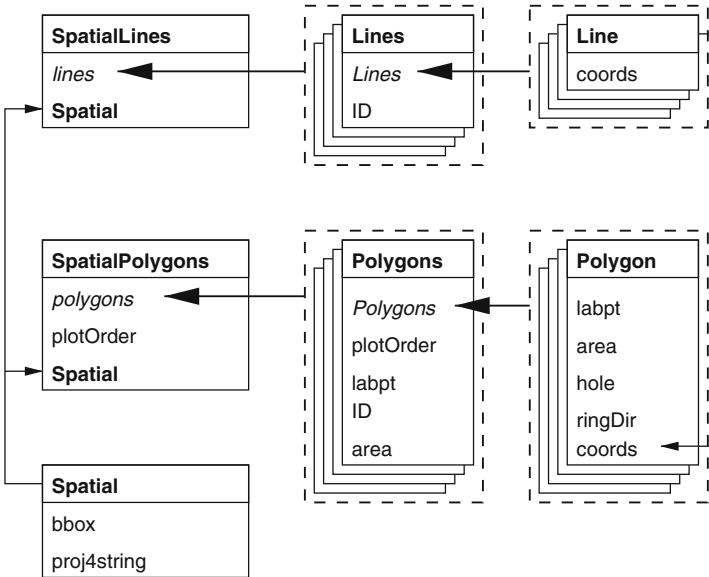 SpatialLines
lines
Spatial
Lines
Lines
ID
Line
coords
SpatialPolygons
polygons
plotOrder
Spatial
Polygons
Polygons
plotOrder
labpt
ID
area
Polygon
labpt
area
hole
ringDir
coords
Spatial
bbox
proj4string